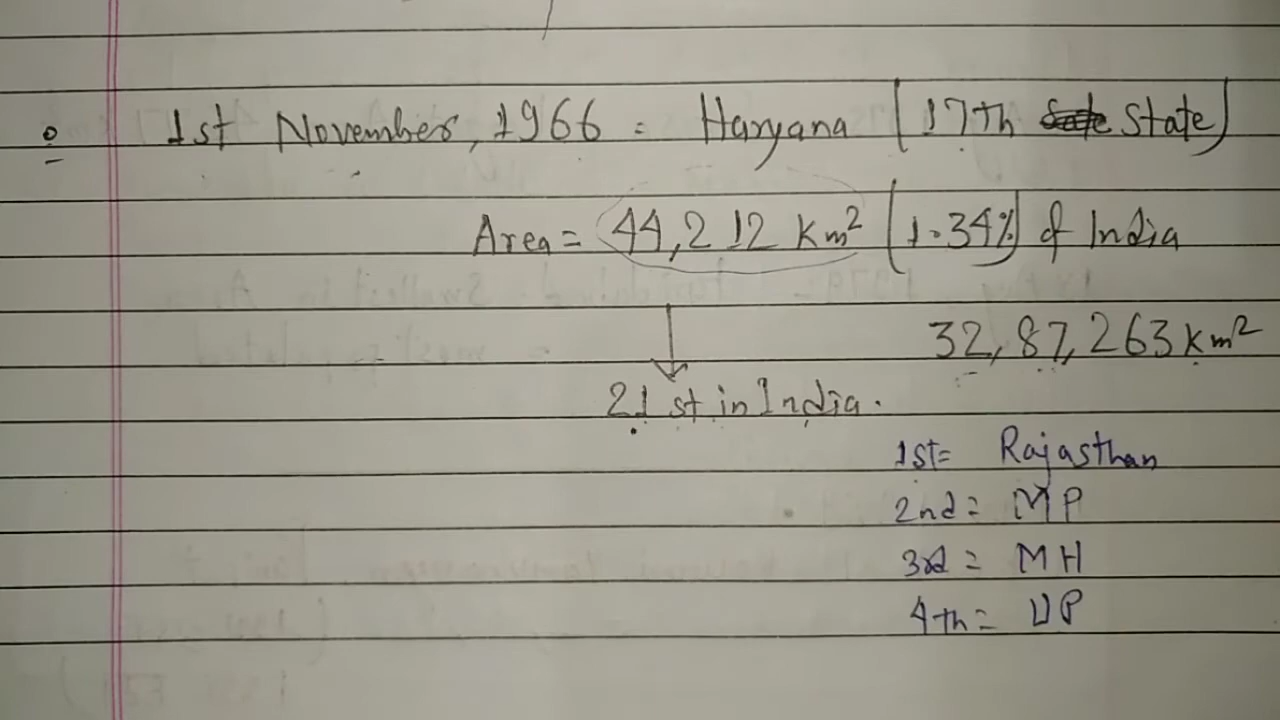 1st November, 1966 = Haryana [17th State]
Area = 44,212 Km² [1.34%] of India
32,87,263 Km²
21st in India.
1st = Rajasthan
2nd = MP
3rd = MH
4th = UP